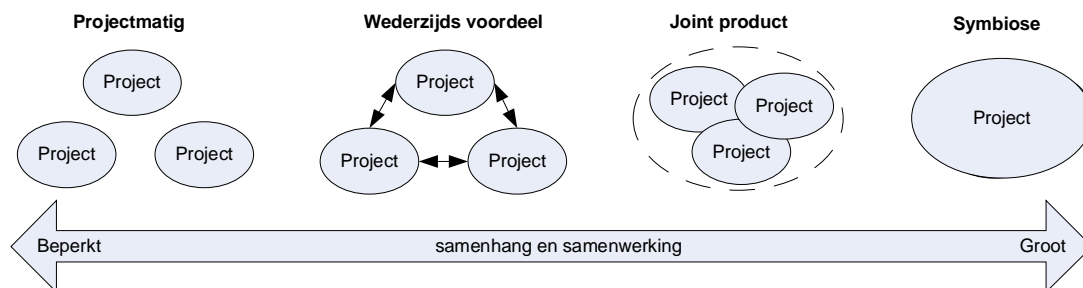 Projectmatig
Wederzijds voordeel
Joint product
Symbiose
Project
Project
Project
Project
Project
Project
Project
Project
Project
Project
Beperkt
samenhang en samenwerking
Groot